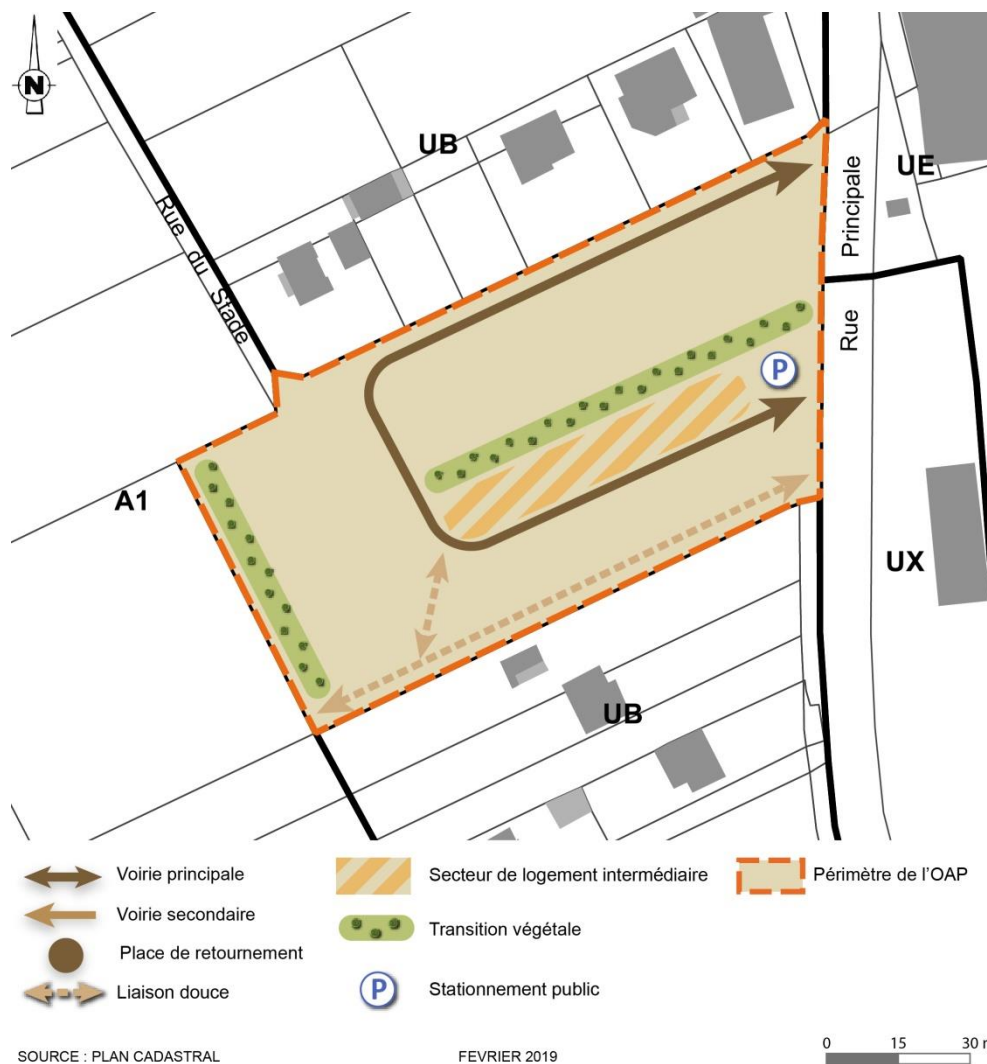 N
UB
UE
Rue du Stade
Rue Principale
P
A1
UX
UB
Voirie principale
Voirie secondaire
Place de retournement
Liaison douce
Secteur de logement intermédiaire
Transition végétale
P
Stationnement public
Périmètre de l'OAP
SOURCE : PLAN CADASTRAL
FEVRIER 2019
0 15 30 m